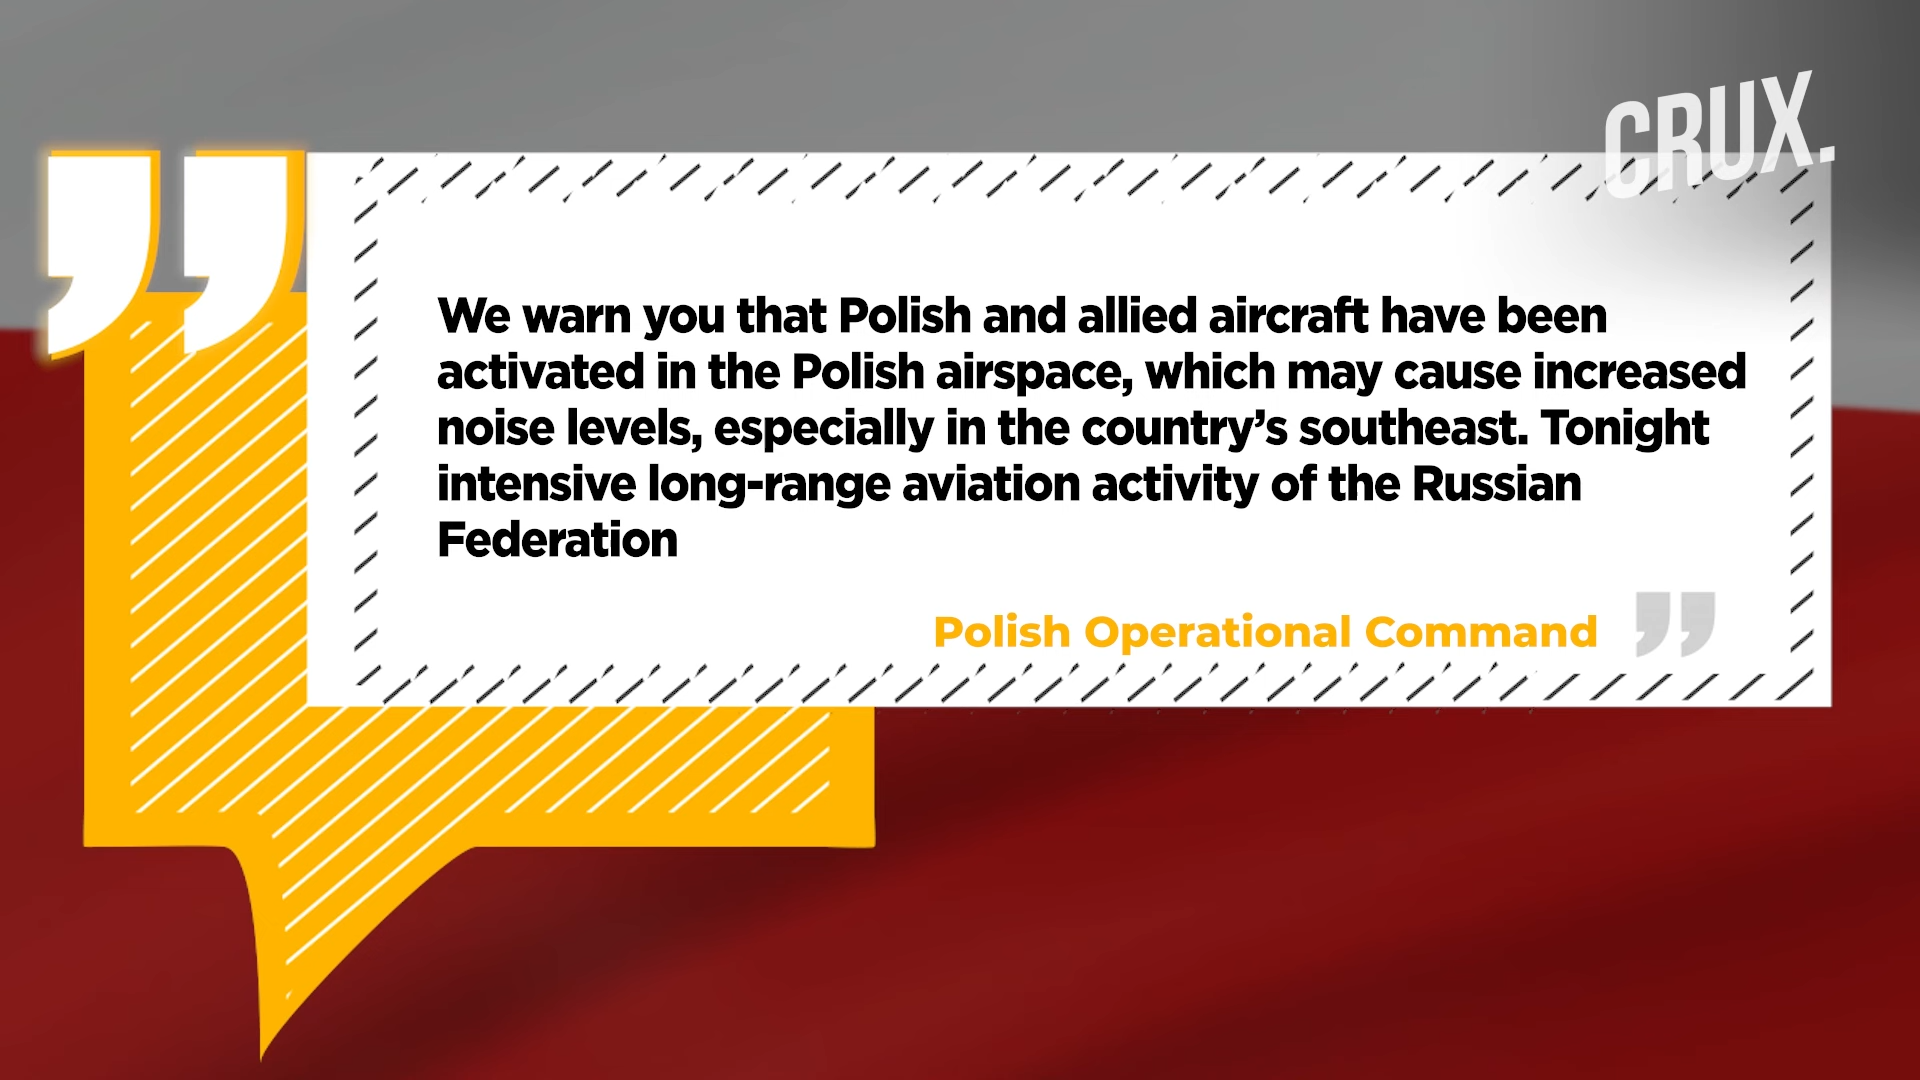 CRUX.
We warn you that Polish and allied aircraft have been
activated in the Polish airspace, which may cause increased
noise levels, especially in the country’s southeast. Tonight
intensive long-range aviation activity of the Russian
Federation
Polish Operational Command